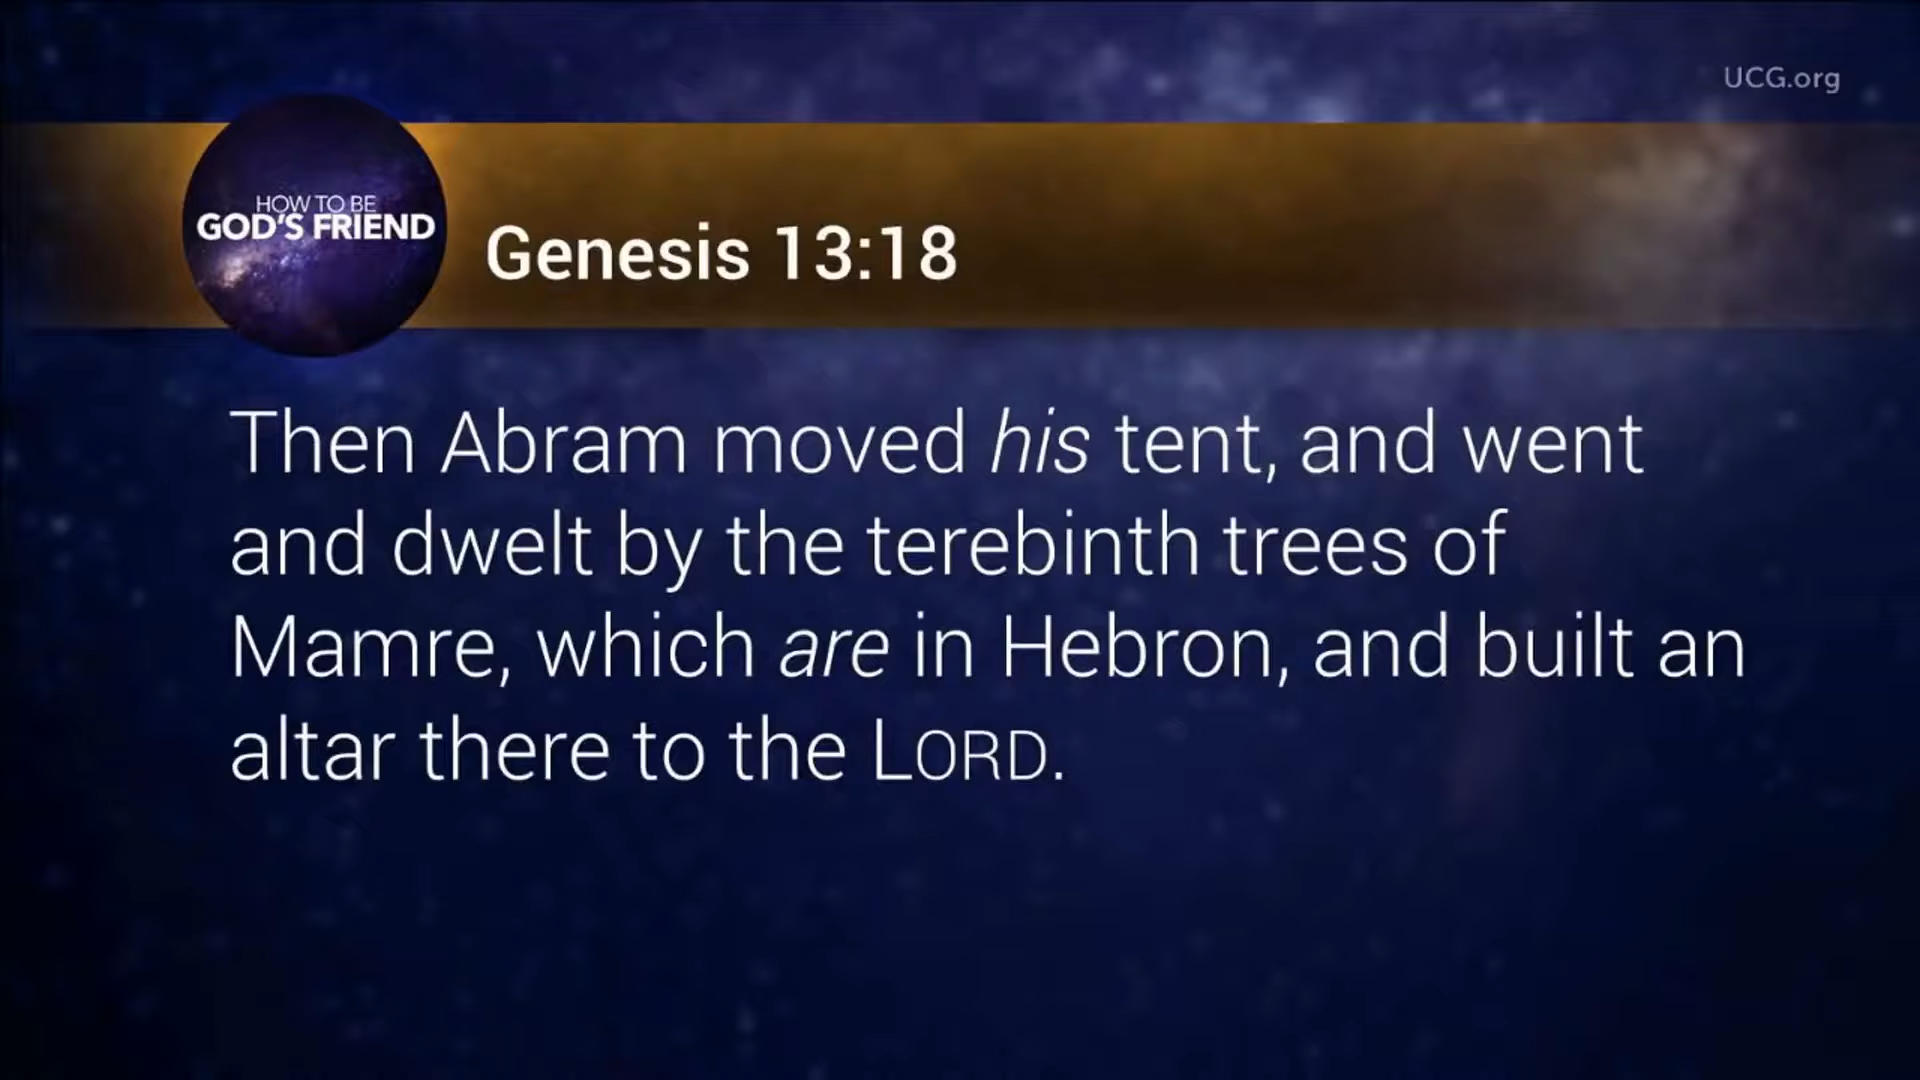 UCG.org
HOW TO BE
GOD'S FRIEND
Genesis 13:18
Then Abram moved his tent, and went
and dwelt by the terebinth trees of
Mamre, which are in Hebron, and built an
altar there to the LORD.